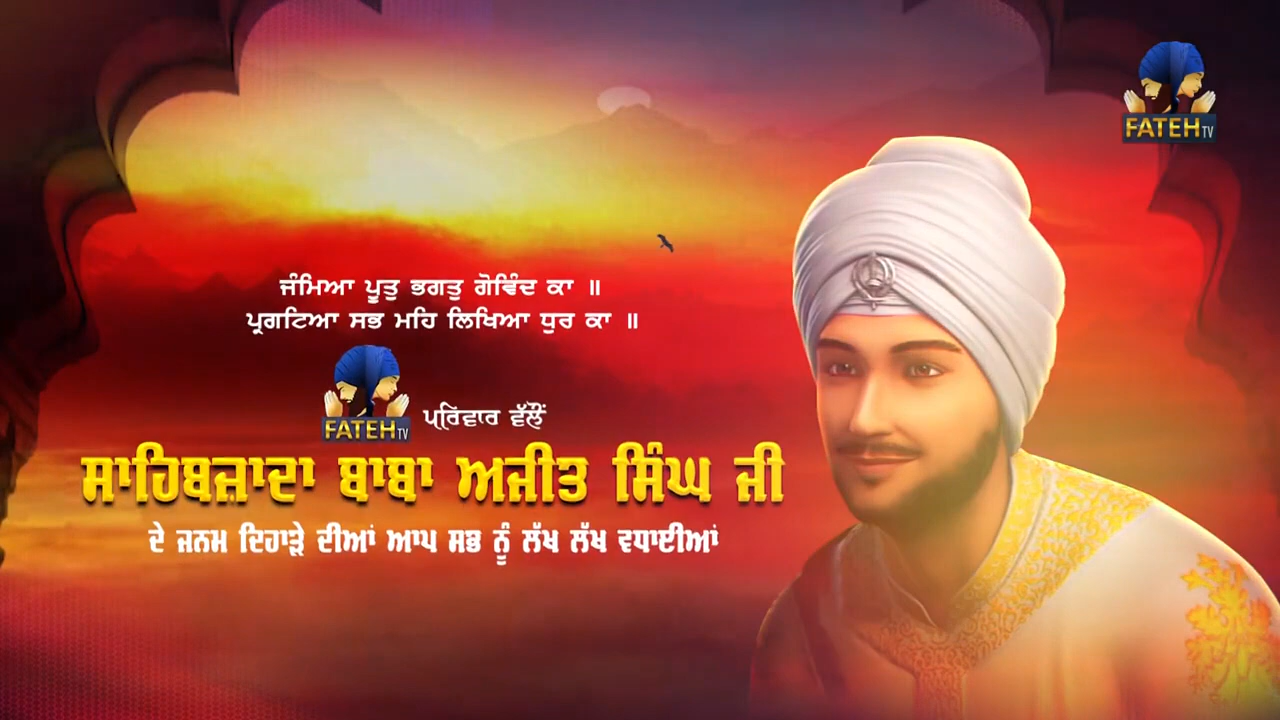 FATEH TV
ਜੰਮਿਆ ਪੂਤੁ ਭਗਤੁ ਗੋਵਿੰਦ ਕਾ ॥
ਪ੍ਰਗਟਿਆ ਸਭ ਮਹਿ ਲਿਖਿਆ ਧੁਰ ਕਾ ॥
FATEH TV ਪਰਿਵਾਰ ਵੱਲੋਂ
ਸਾਹਿਬਜ਼ਾਦਾ ਬਾਬਾ ਅਜੀਤ ਸਿੰਘ ਜੀ
ਦੇ ਜਨਮ ਦਿਹਾੜੇ ਦੀਆਂ ਆਪ ਸਭ ਨੂੰ ਲੱਖ ਲੱਖ ਵਧਾਈਆਂ